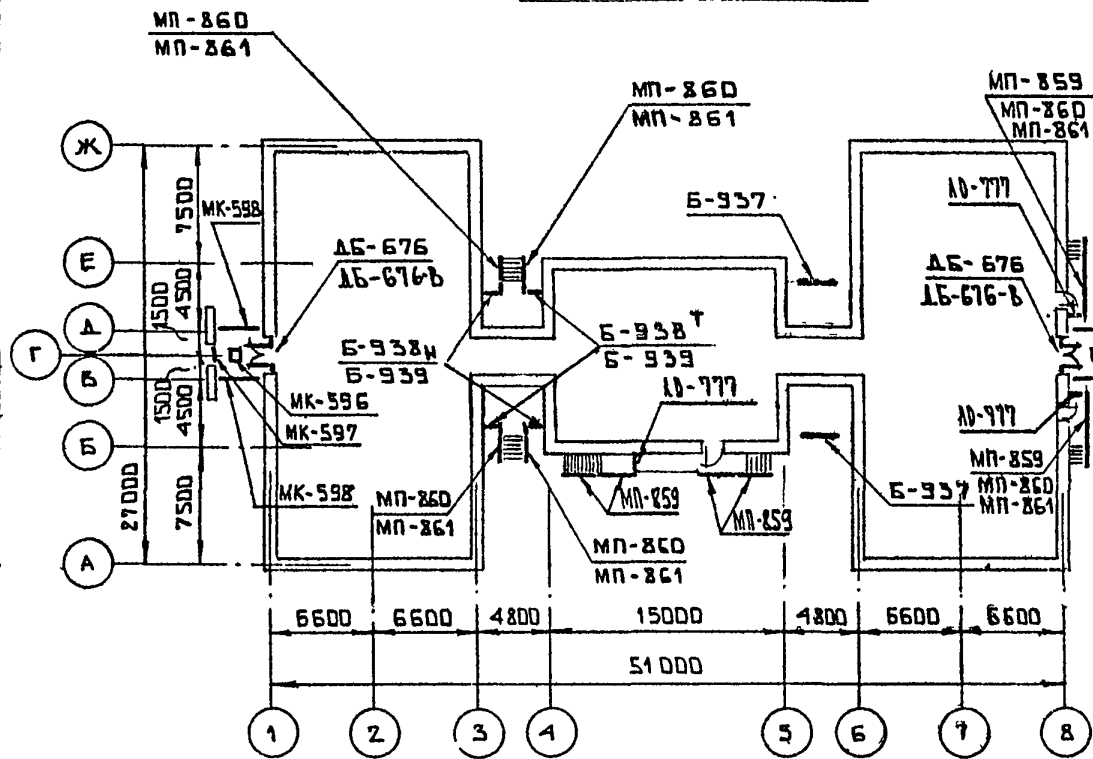 МП-860
МП-861
МП-860
МП-861
МП-859
МП-860
МП-861
Ж
7500
МК-598
Б-937
ЛО-777
Е
ДБ-676
ДБ-676-В
ДБ-676
ДБ-676-В
4500
1500
Д
Г
В
Б-938н
Б-939
Б-938т
Б-939
ЛО-777
МК-596
МК-597
1500
4500
Б
ЛО-777
МК-598
МП-860
МП-861
МП-859
МП-859
Б-937
МП-859
МП-860
МП-861
27000
7500
МП-860
МП-861
А
6600
6600
4800
15000
4800
6600
6600
51000
1
2
3
4
5
6
7
8